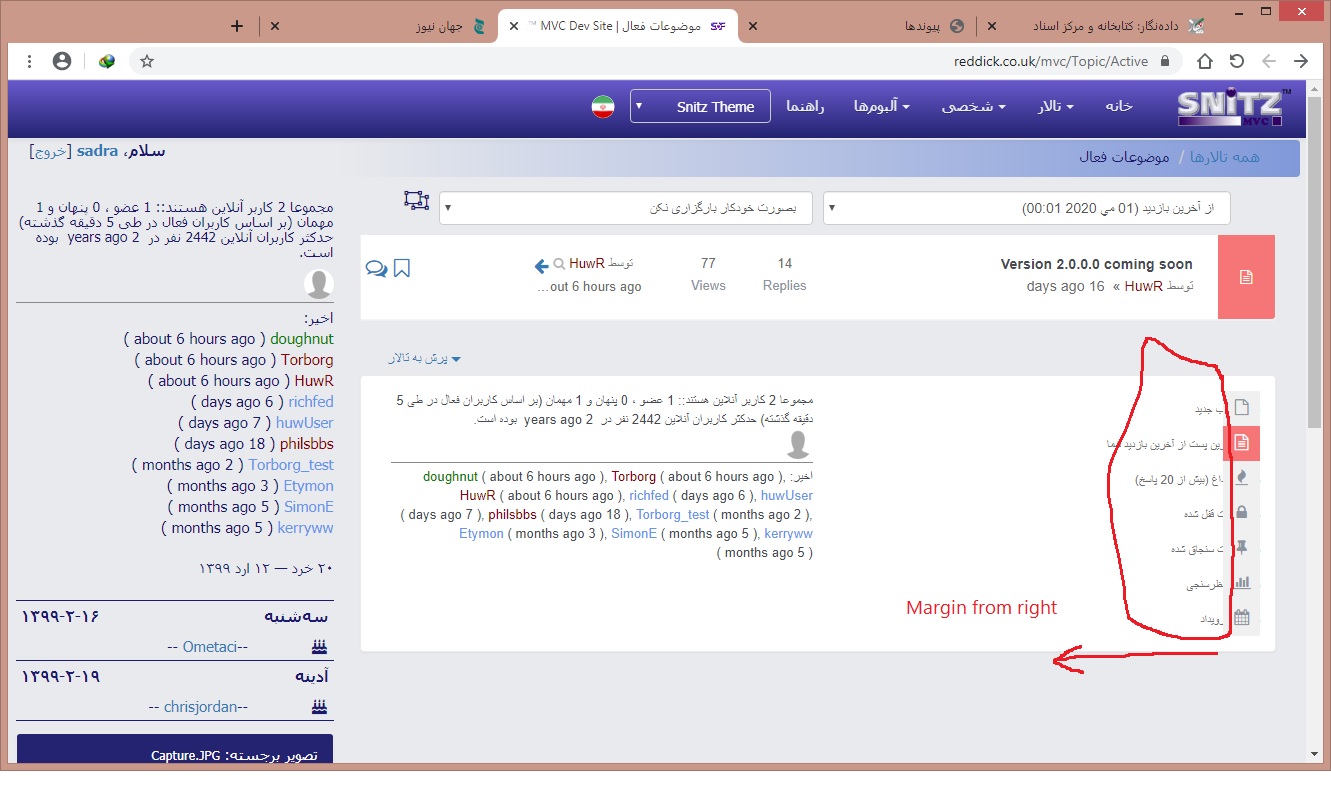 داده‌نگار: کتابخانه و مرکز اسناد
پیوندها
موضوعات فعال | MVC Dev Site ™
جهان نیوز
reddick.co.uk/mvc/Topic/Active
SNiTZ™
MVC
خانه
تالار
شخصی
آلبوم‌ها
راهنما
Snitz Theme
همه تالارها / موضوعات فعال
سلام، sadra [خروج]
از آخرین بازدید (01 می 2020 00:01)
بصورت خودکار بارگزاری نکن
Version 2.0.0.0 coming soon
توسط HuwR « 16 days ago
14
Replies
77
Views
توسط HuwR
...out 6 hours ago
مجموعا 2 کاربر آنلاین هستند:: 1 عضو ، 0 پنهان و 1
مهمان (بر اساس کاربران فعال در طی 5 دقیقه گذشته)
حدکثر کاربران آنلاین 2442 نفر در 2 years ago بوده
است.
اخیر:
doughnut ( about 6 hours ago )
Torborg ( about 6 hours ago )
HuwR ( about 6 hours ago )
richfed ( 6 days ago )
huwUser ( 7 days ago )
philsbbs ( 18 days ago )
Torborg_test ( 2 months ago )
Etymon ( 3 months ago )
SimonE ( 5 months ago )
kerryww ( 5 months ago )
۲۰ خرد — ۱۲ ارد ۱۳۹۹
سه‌شنبه ۱۳۹۹-۲-۱۶
-- Ometaci--
آدینه ۱۳۹۹-۲-۱۹
-- chrisjordan--
تصویر برجسته: Capture.JPG
پرش به تالار
مجموعا 2 کاربر آنلاین هستند:: 1 عضو ، 0 پنهان و 1 مهمان (بر اساس کاربران فعال در طی 5
دقیقه گذشته) حدکثر کاربران آنلاین 2442 نفر در 2 years ago بوده است.
اخیر: doughnut ( about 6 hours ago ), Torborg ( about 6 hours ago ),
HuwR ( about 6 hours ago ), richfed ( 6 days ago ), huwUser
( 7 days ago ), philsbbs ( 18 days ago ), Torborg_test ( 2 months ago ),
Etymon ( 3 months ago ), SimonE ( 5 months ago ), kerryww
( 5 months ago )
ب جدید
رین پست از آخرین بازدید شما
داغ (بیش از 20 پاسخ)
ت قفل شده
ت سنجاق شده
نظرسنجی
رویداد
Margin from right